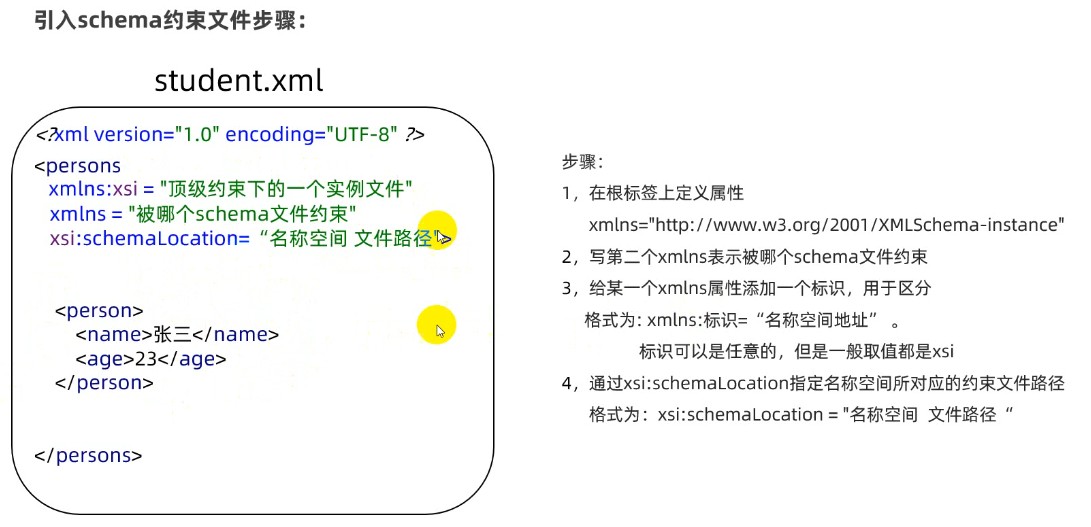 引入schema约束文件步骤：
student.xml
<?xml version="1.0" encoding="UTF-8" ?>
<persons
xmlns:xsi = "顶级约束下的一个实例文件"
xmlns = "被哪个schema文件约束"
xsi:schemaLocation= “名称空间 文件路径">
<person>
<name>张三</name>
<age>23</age>
</person>
</persons>
步骤：
1，在根标签上定义属性
xmlns="http://www.w3.org/2001/XMLSchema-instance"
2，写第二个xmlns表示被哪个schema文件约束
3，给某一个xmlns属性添加一个标识，用于区分
格式为: xmlns:标识= “名称空间地址” 。
标识可以是任意的，但是一般取值都是xsi
4，通过xsi:schemaLocation指定名称空间所对应的约束文件路径
格式为：xsi:schemaLocation = "名称空间 文件路径 “